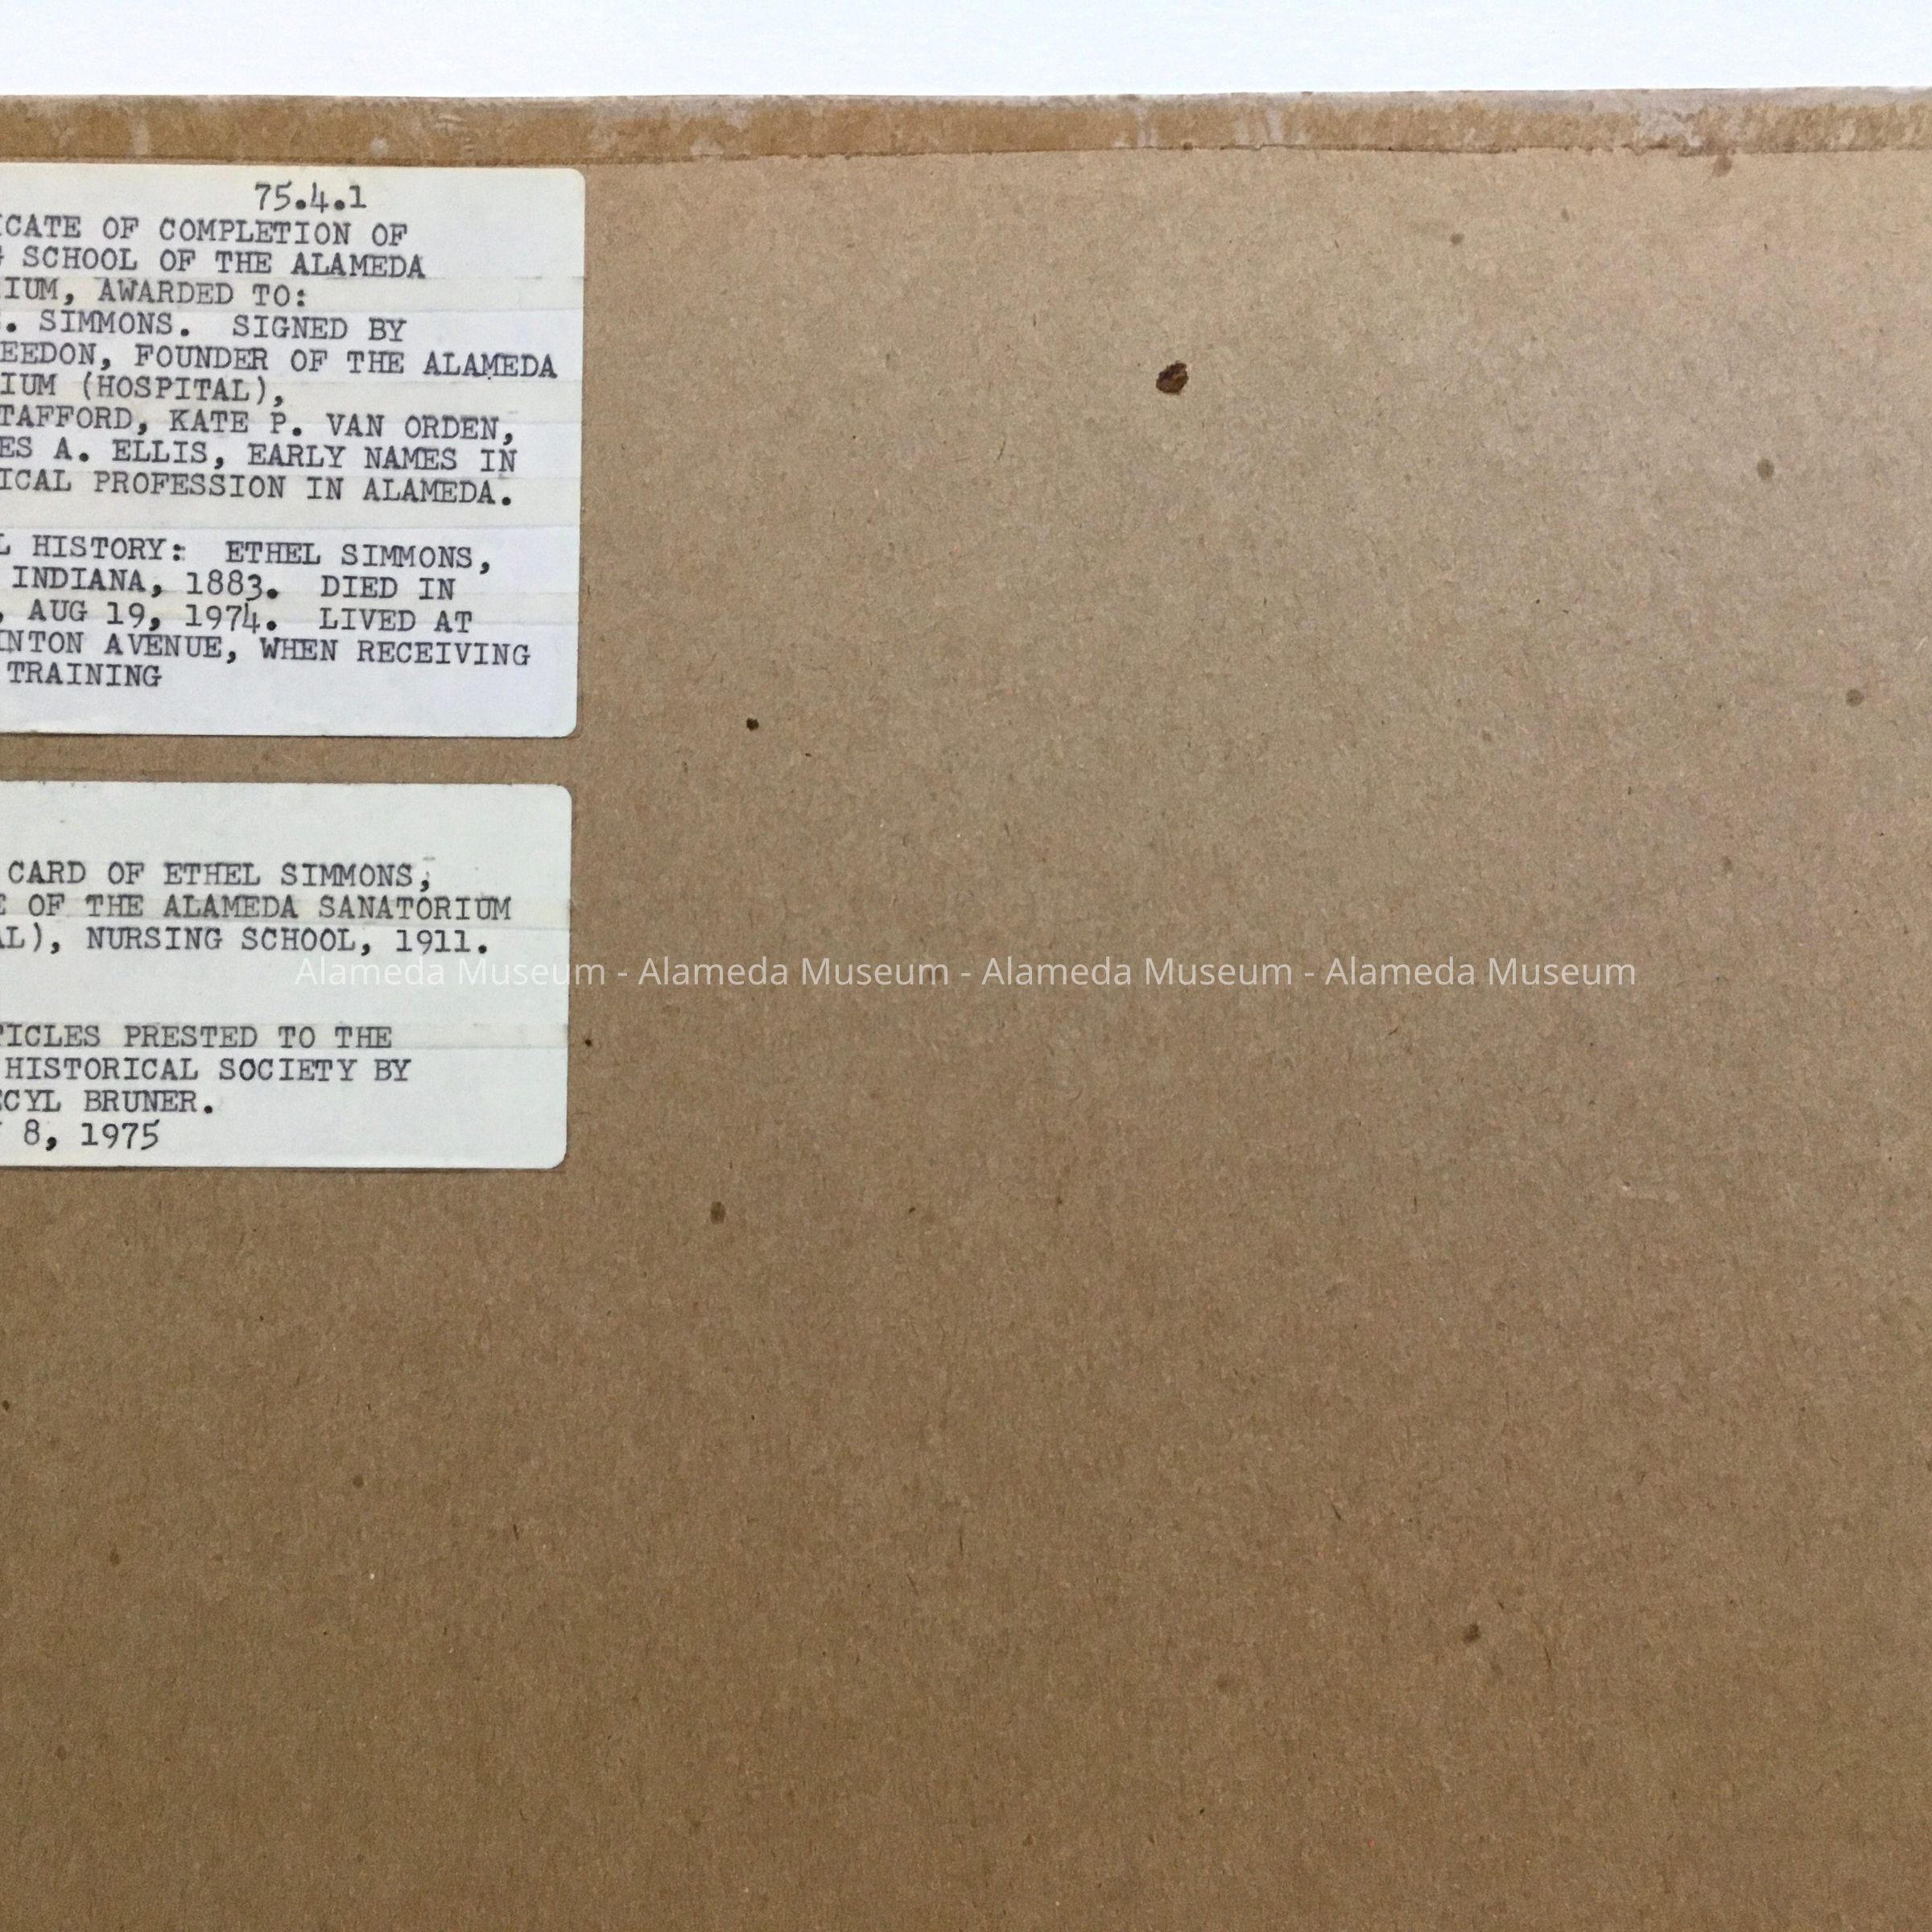 75.4.1
ICATE OF COMPLETION OF
G SCHOOL OF THE ALAMEDA
IUM, AWARDED TO:
. SIMMONS. SIGNED BY
EEDON, FOUNDER OF THE ALAMEDA
IUM (HOSPITAL),
TAFFORD, KATE P. VAN ORDEN,
ES A. ELLIS, EARLY NAMES IN
ICAL PROFESSION IN ALAMEDA.
L HISTORY: ETHEL SIMMONS,
INDIANA, 1883. DIED IN
, AUG 19, 1974. LIVED AT
INTON AVENUE, WHEN RECEIVING
TRAINING
CARD OF ETHEL SIMMONS,
E OF THE ALAMEDA SANATORIUM
AL), NURSING SCHOOL, 1911.
Alameda Museum - Alameda Museum - Alameda Museum - Alameda Museum
TICLES PRESTED TO THE
HISTORICAL SOCIETY BY
ECYL BRUNER.
8, 1975